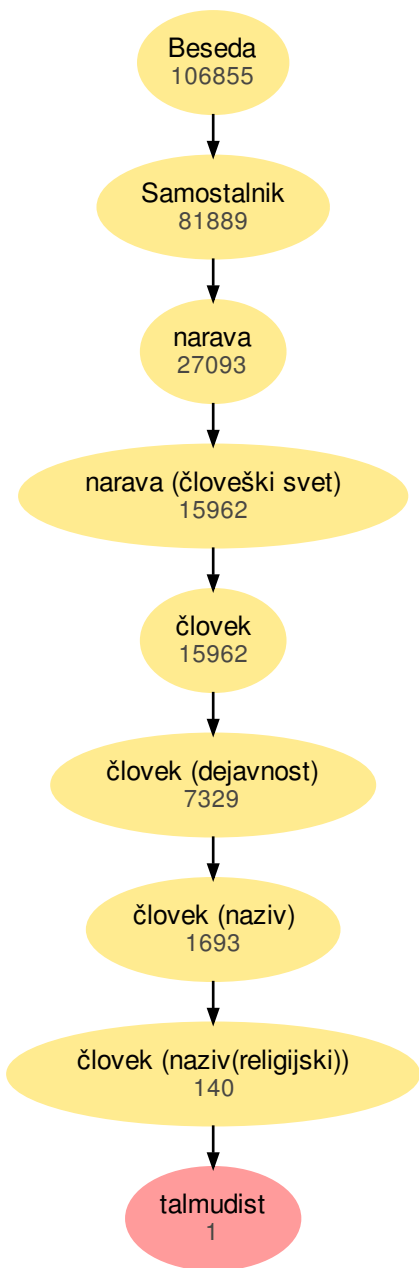 Beseda
106855
Samostalnik
81889
narava
27093
narava (človeški svet)
15962
človek
15962
človek (dejavnost)
7329
človek (naziv)
1693
človek (naziv(religijski))
140
talmudist
1